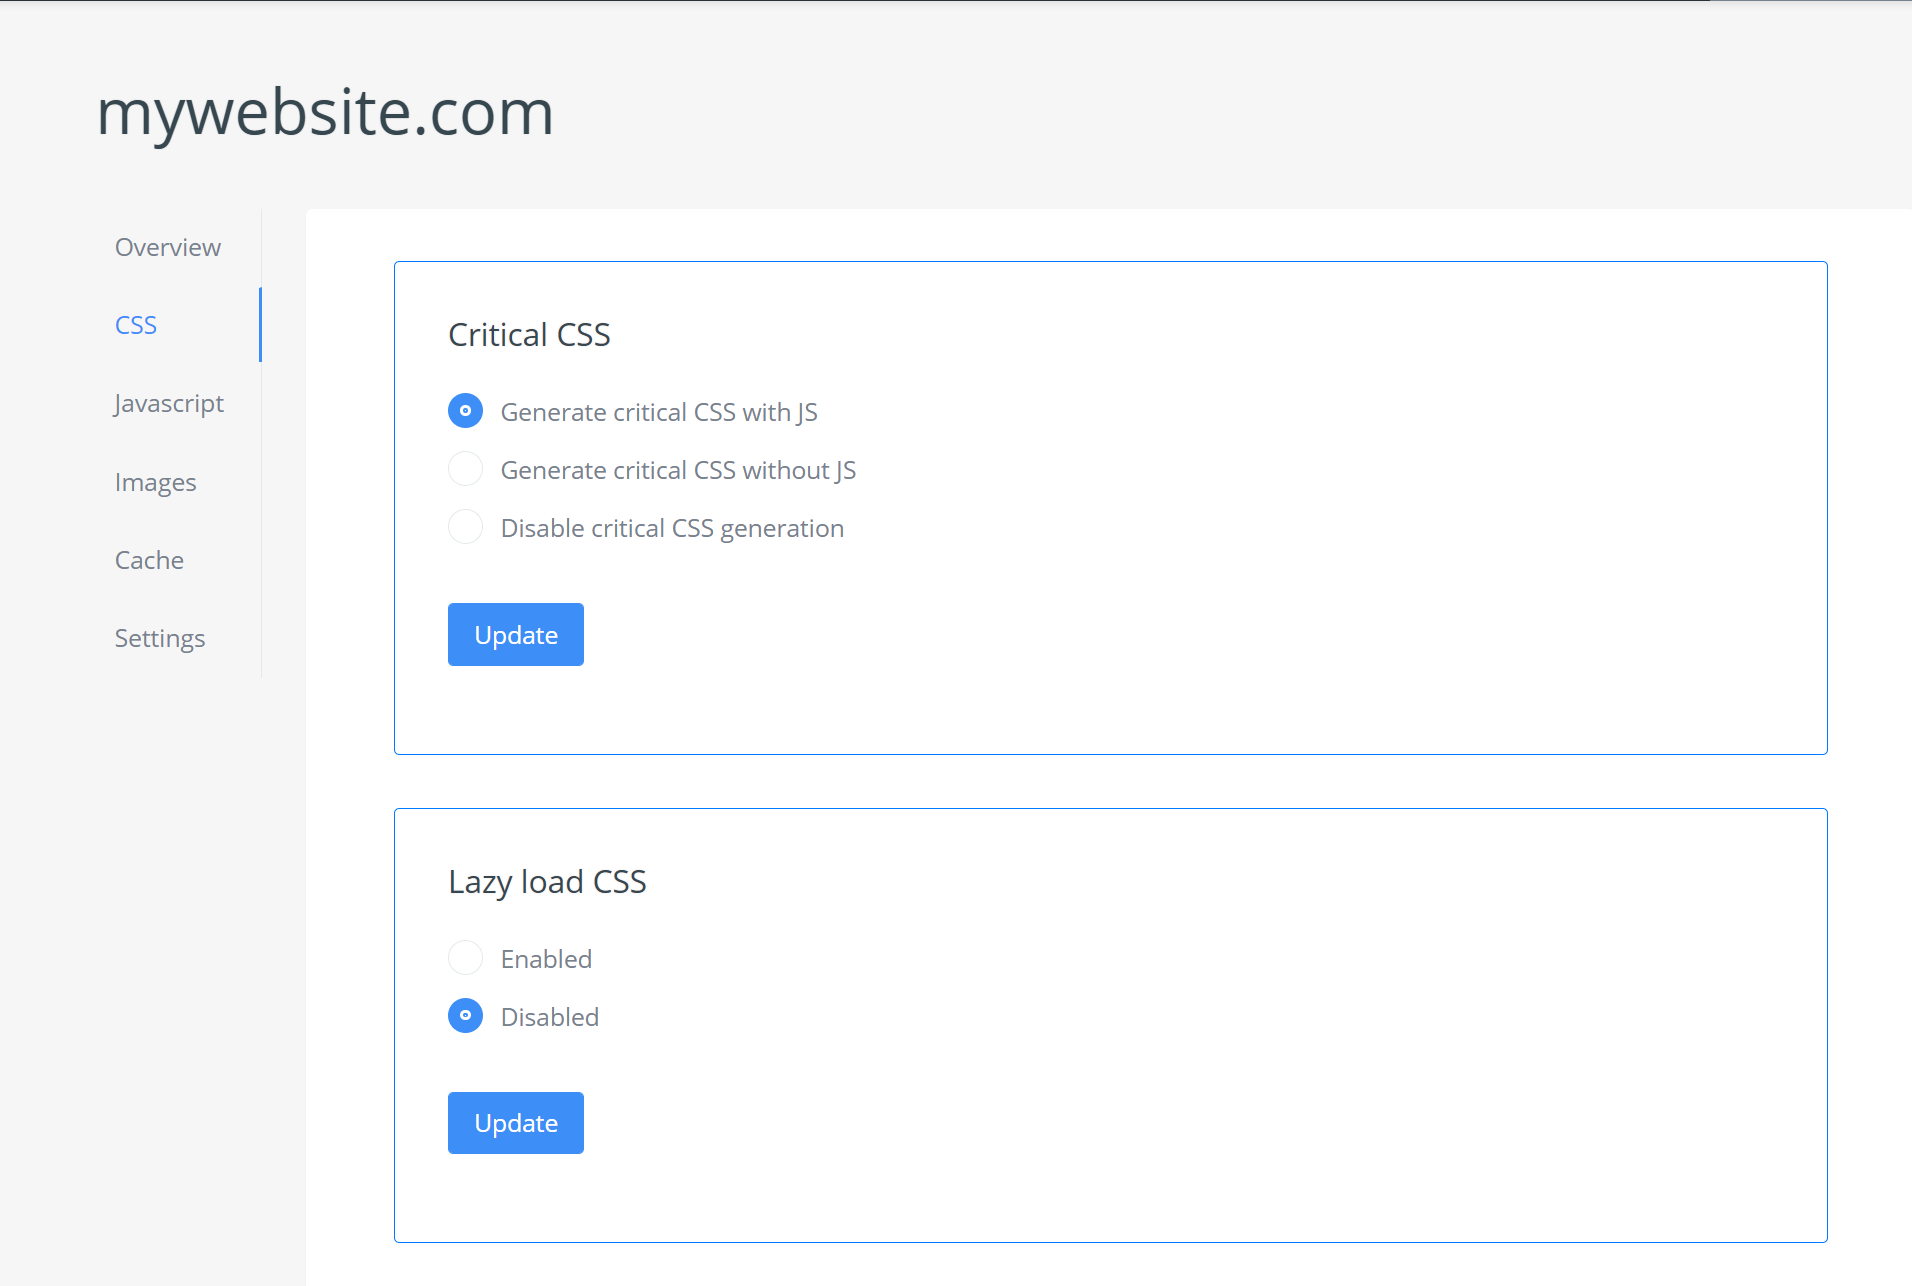 mywebsite.com
Overview
CSS
Javascript
Images
Cache
Settings
Critical CSS
Generate critical CSS with JS
Generate critical CSS without JS
Disable critical CSS generation
Update
Lazy load CSS
Enabled
Disabled
Update